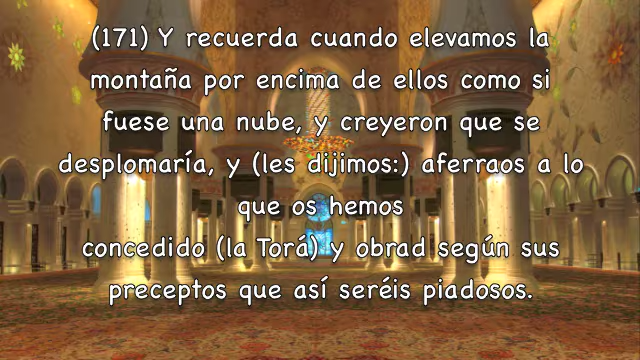 (171) Y recuerda cuando elevamos la
montaña por encima de ellos como si
fuese una nube, y creyeron que se
desplomaría, y (les dijimos:) aferraos a lo
que os hemos
concedido (la Torá) y obrad según sus
preceptos que así seréis piadosos.